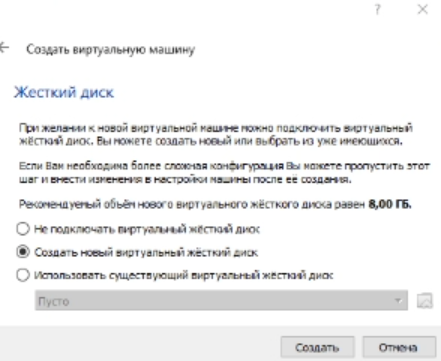 Создать виртуальную машину
Жесткий диск
При желании к новой виртуальной машине можно подключить виртуальный
жёсткий диск. Вы можете создать новый или выбрать из уже имеющихся.
Если Вам необходима более сложная конфигурация Вы можете пропустить этот
шаг и внести изменения в настройки машины после её создания.
Рекомендуемый объём нового виртуального жёсткого диска равен 8,00 ГБ.
Не подключать виртуальный жёсткий диск
Создать новый виртуальный жёсткий диск
Использовать существующий виртуальный жёсткий диск
Пусто
Создать Отмена